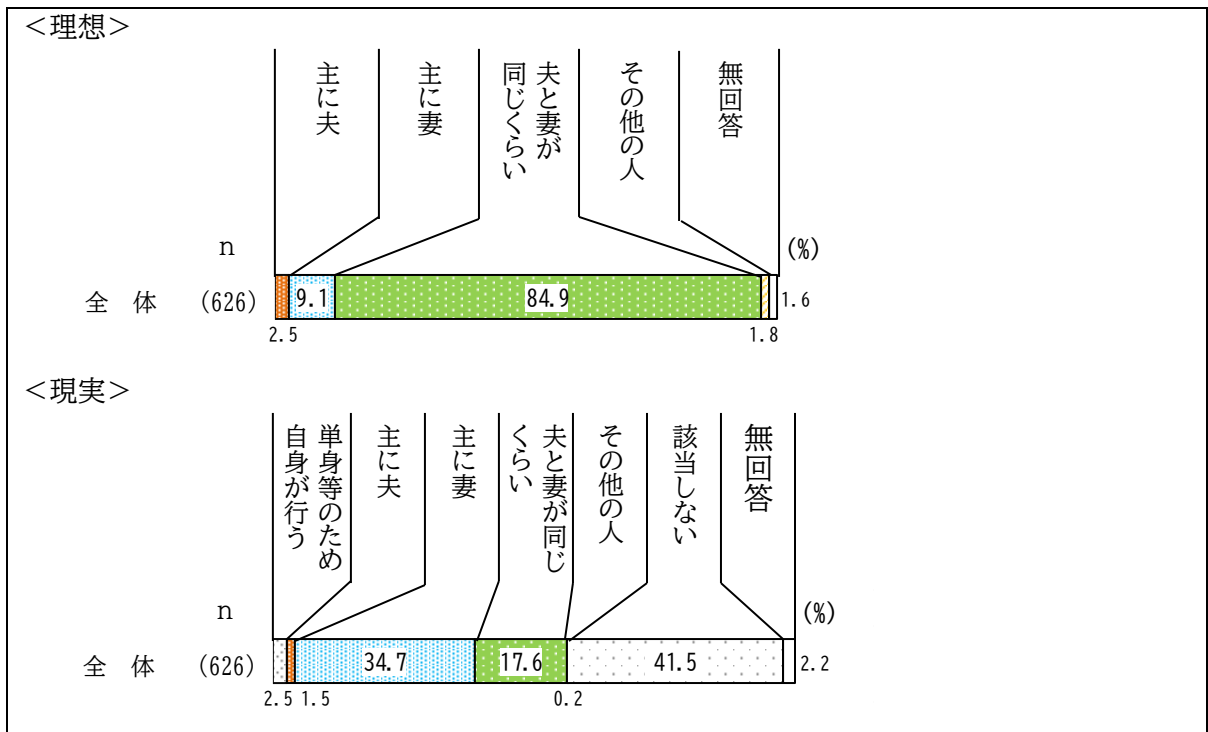 ＜理想＞
主に夫
主に妻
夫と妻が
同じくらい
その他の人
無回答
n
(%)
全　体　(626)
9.1
84.9
1.6
2.5
1.8
＜現実＞
単身等のため
自身が行う
主に夫
主に妻
夫と妻が同じ
くらい
その他の人
該当しない
無回答
n
(%)
全　体　(626)
34.7
17.6
41.5
2.2
2.5
1.5
0.2